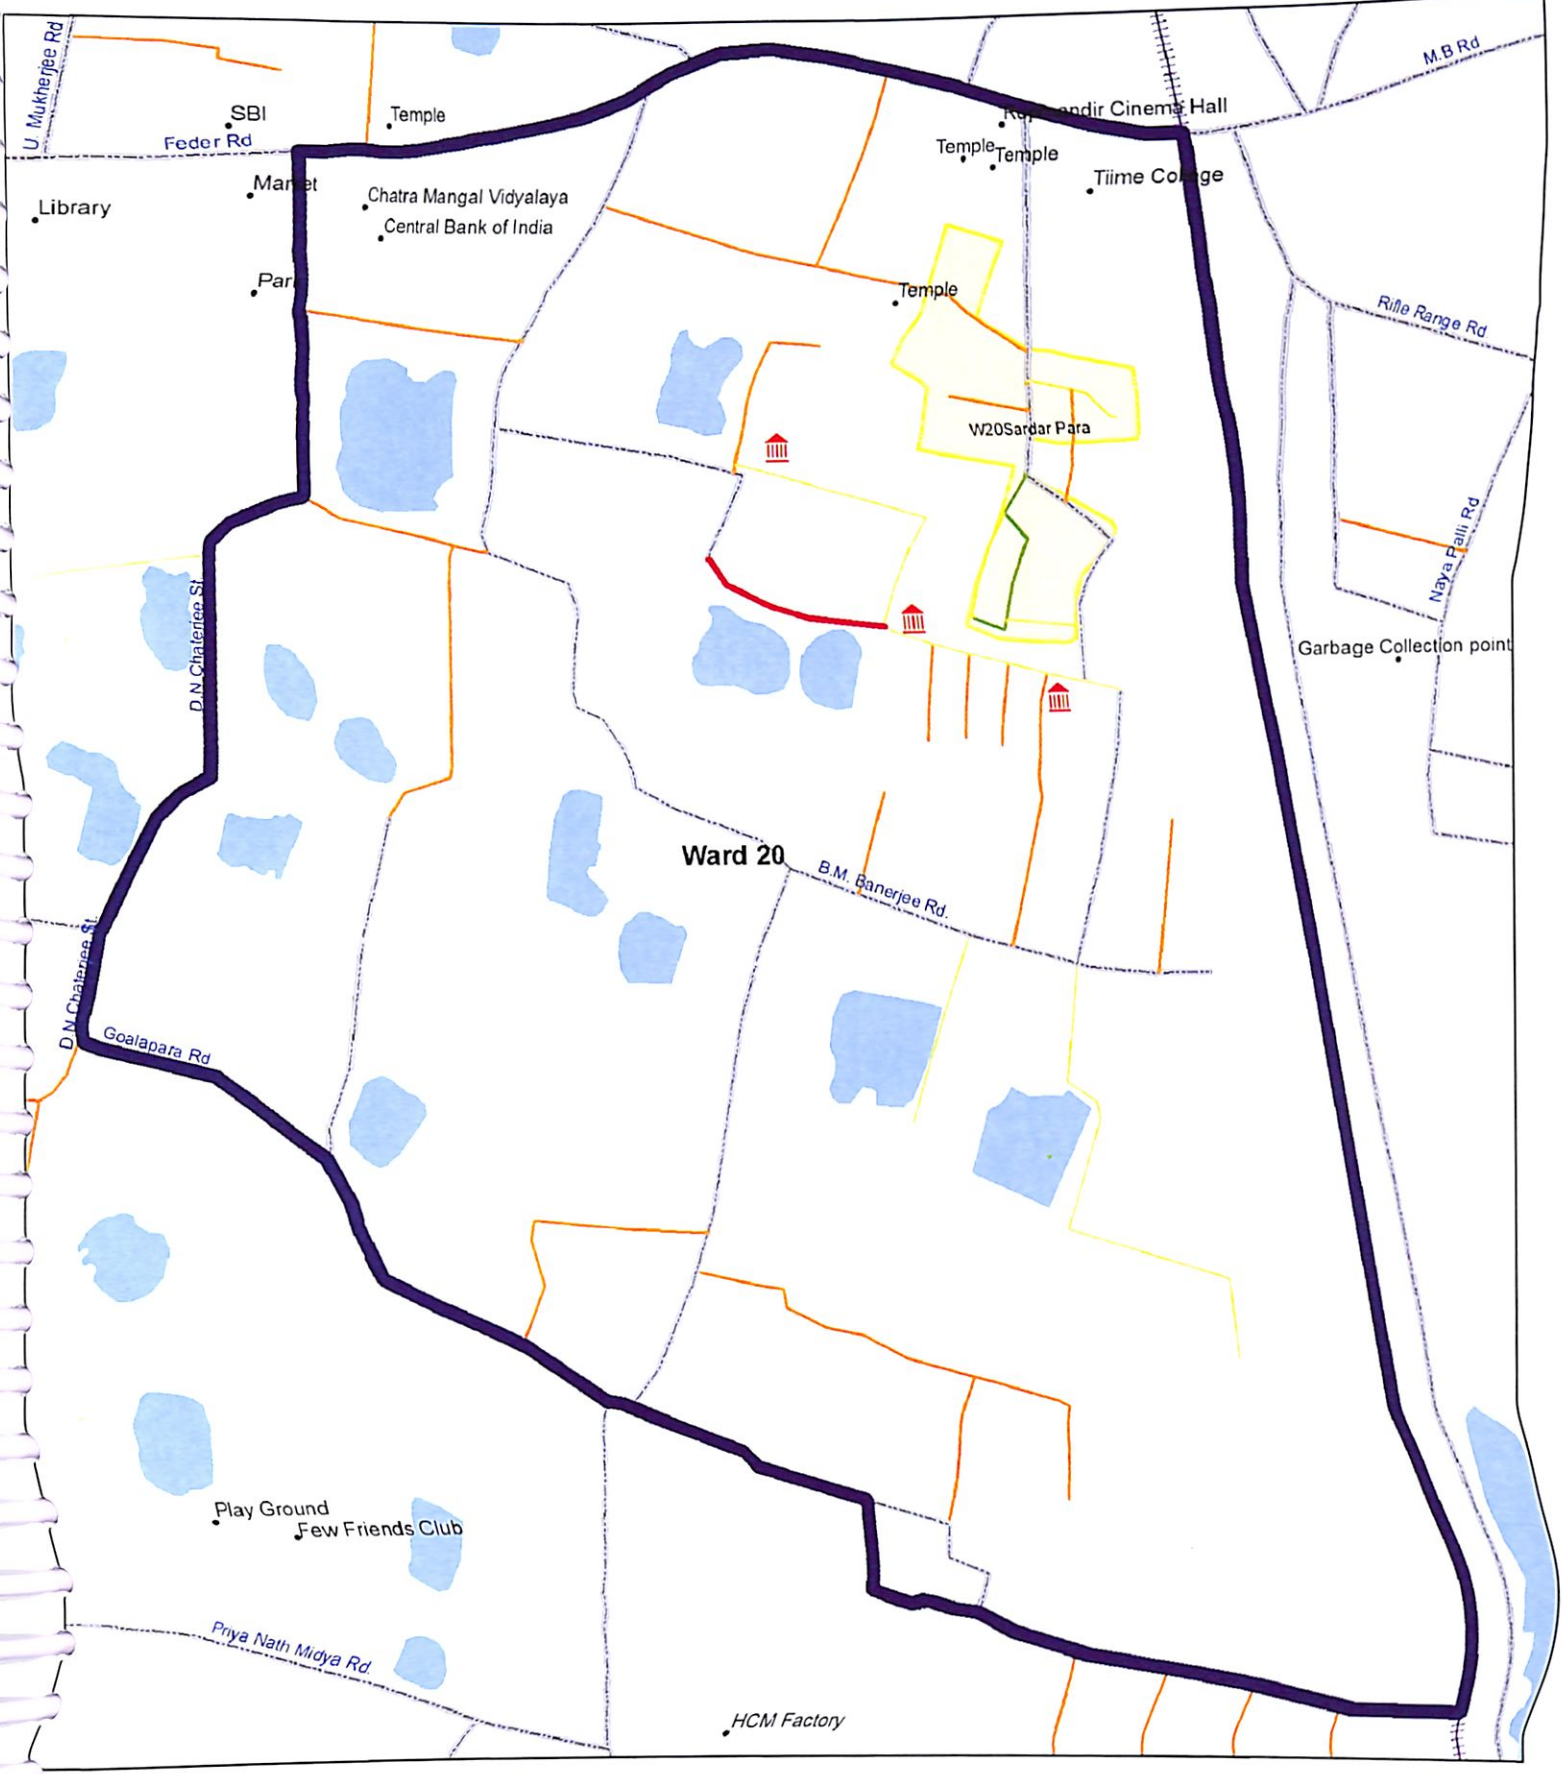 U. Mukherjee Rd
M.B Rd
SBI
Temple
Cinema Hall
Feder Rd
Temple
Temple
Market
Tiime College
Library
Chatra Mangal Vidyalaya
Central Bank of India
Park
Temple
Rifle Range Rd
W20Sardar Para
Naya Palli Rd
D.N Chaterjee St.
Garbage Collection point
Ward 20
B.M. Banerjee Rd.
D.N Chaterjee St.
Goalapara Rd
Play Ground
Few Friends Club
Priya Nath Midya Rd.
HCM Factory